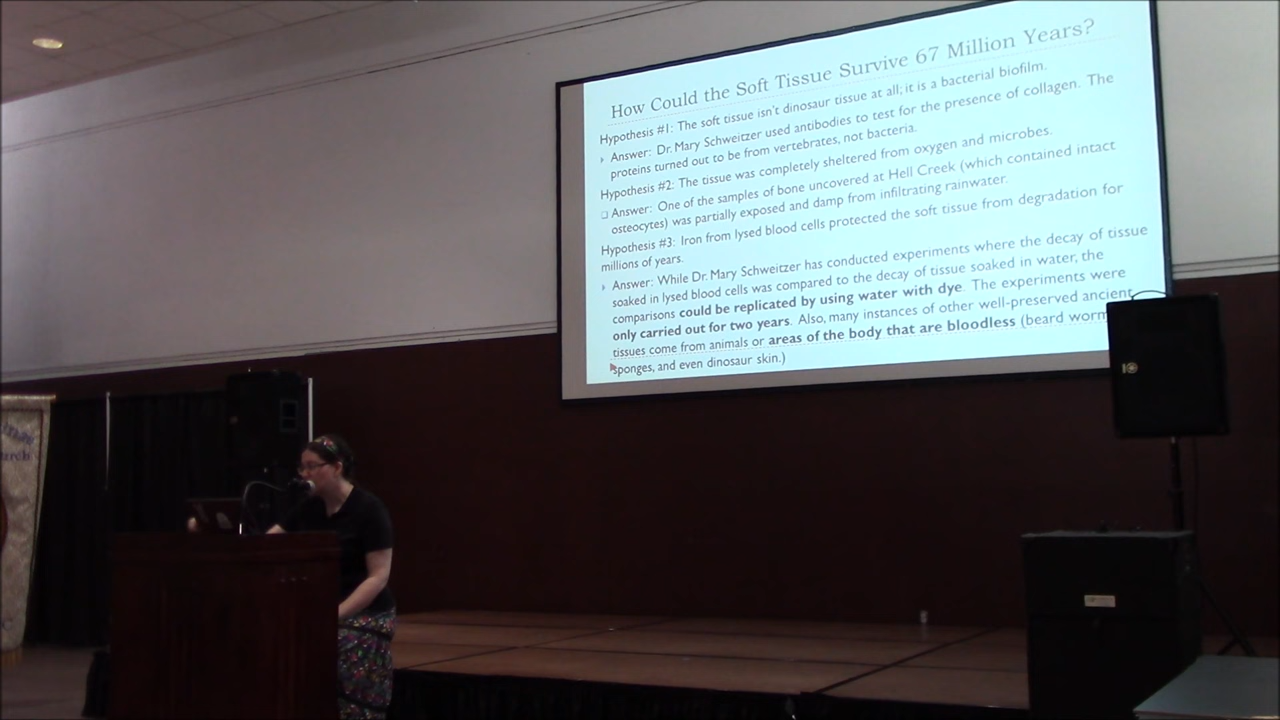 How Could the Soft Tissue Survive 67 Million Years?
Hypothesis #1: The soft tissue isn't dinosaur tissue at all; it is a bacterial biofilm.
Answer: Dr. Mary Schweitzer used antibodies to test for the presence of collagen. The
proteins turned out to be from vertebrates, not bacteria.
Hypothesis #2: The tissue was completely sheltered from oxygen and microbes.
Answer: One of the samples of bone uncovered at Hell Creek (which contained intact
osteocytes) was partially exposed and damp from infiltrating rainwater.
Hypothesis #3: Iron from lysed blood cells protected the soft tissue from degradation for
millions of years.
Answer: While Dr. Mary Schweitzer has conducted experiments where the decay of tissue
soaked in lysed blood cells was compared to the decay of tissue soaked in water, the
comparisons could be replicated by using water with dye. The experiments were
only carried out for two years. Also, many instances of other well-preserved ancient
tissues come from animals or areas of the body that are bloodless (beard worm
sponges, and even dinosaur skin.)